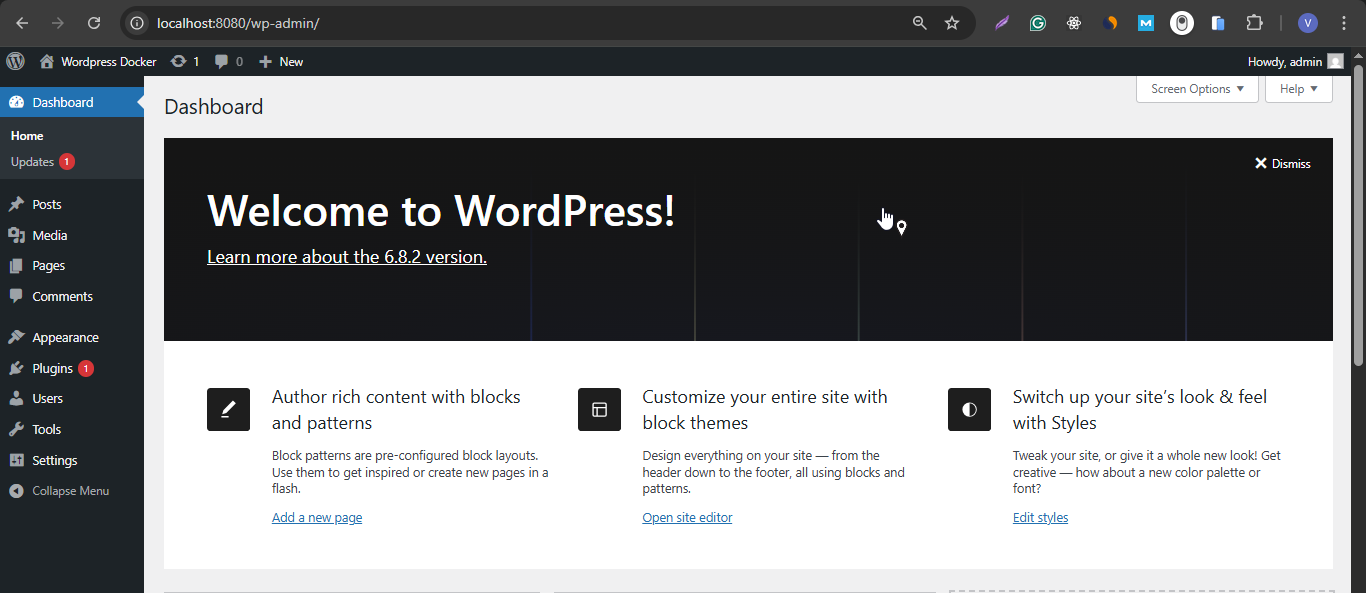 localhost:8080/wp-admin/
V
Wordpress Docker 1 0 New
Howdy, admin
Screen Options Help
Dashboard
Home
Updates 1
Posts
Media
Pages
Comments
Appearance
Plugins 1
Users
Tools
Settings
Collapse Menu
Dashboard
Dismiss
Welcome to WordPress!
Learn more about the 6.8.2 version.
Author rich content with blocks
and patterns
Block patterns are pre-configured block layouts.
Use them to get inspired or create new pages in a
flash.
Add a new page
Customize your entire site with
block themes
Design everything on your site — from the
header down to the footer, all using blocks and
patterns.
Open site editor
Switch up your site’s look & feel
with Styles
Tweak your site, or give it a whole new look! Get
creative — how about a new color palette or
font?
Edit styles